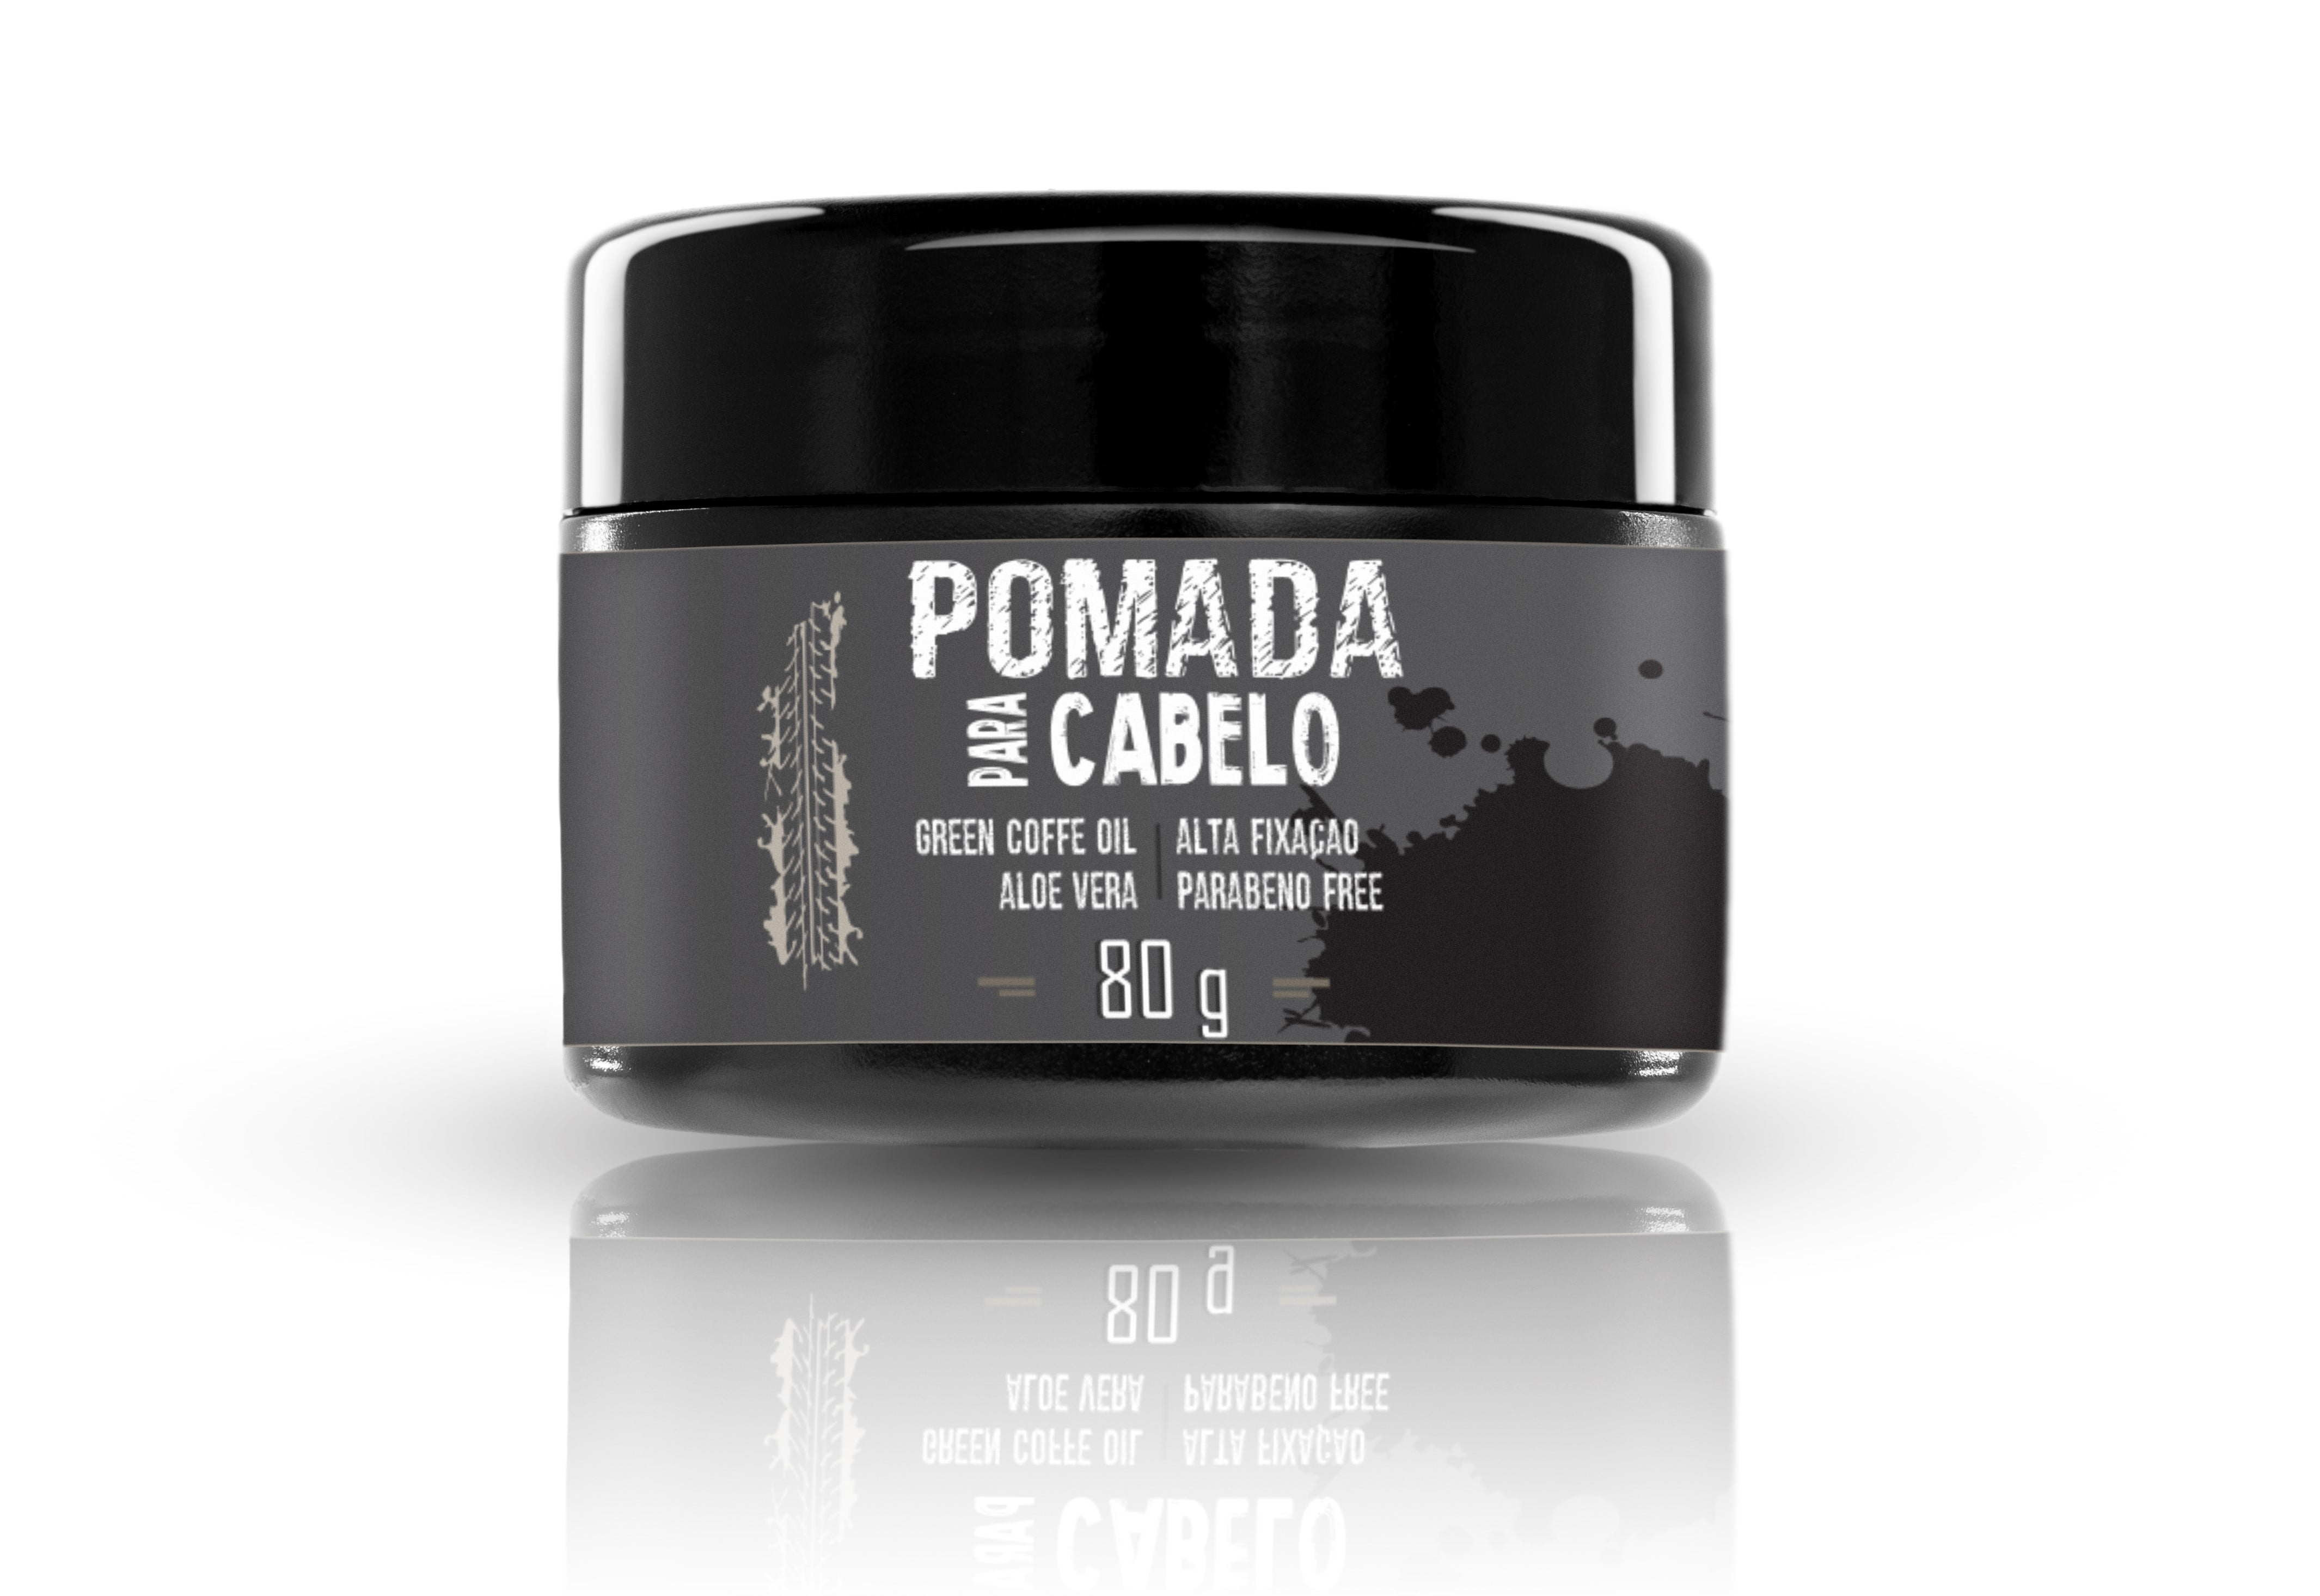 POMADA
PARA CABELO
GREEN COFFE OIL | ALTA FIXAÇAO
ALOE VERA | PARABENO FREE
80 g